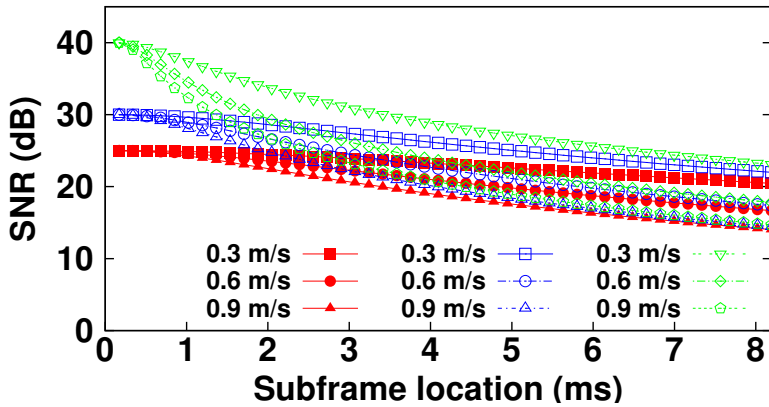 SNR (dB)
40
30
20
10
0
0.3 m/s 0.3 m/s 0.3 m/s
0.6 m/s 0.6 m/s 0.6 m/s
0.9 m/s 0.9 m/s 0.9 m/s
0 1 2 3 4 5 6 7 8
Subframe location (ms)